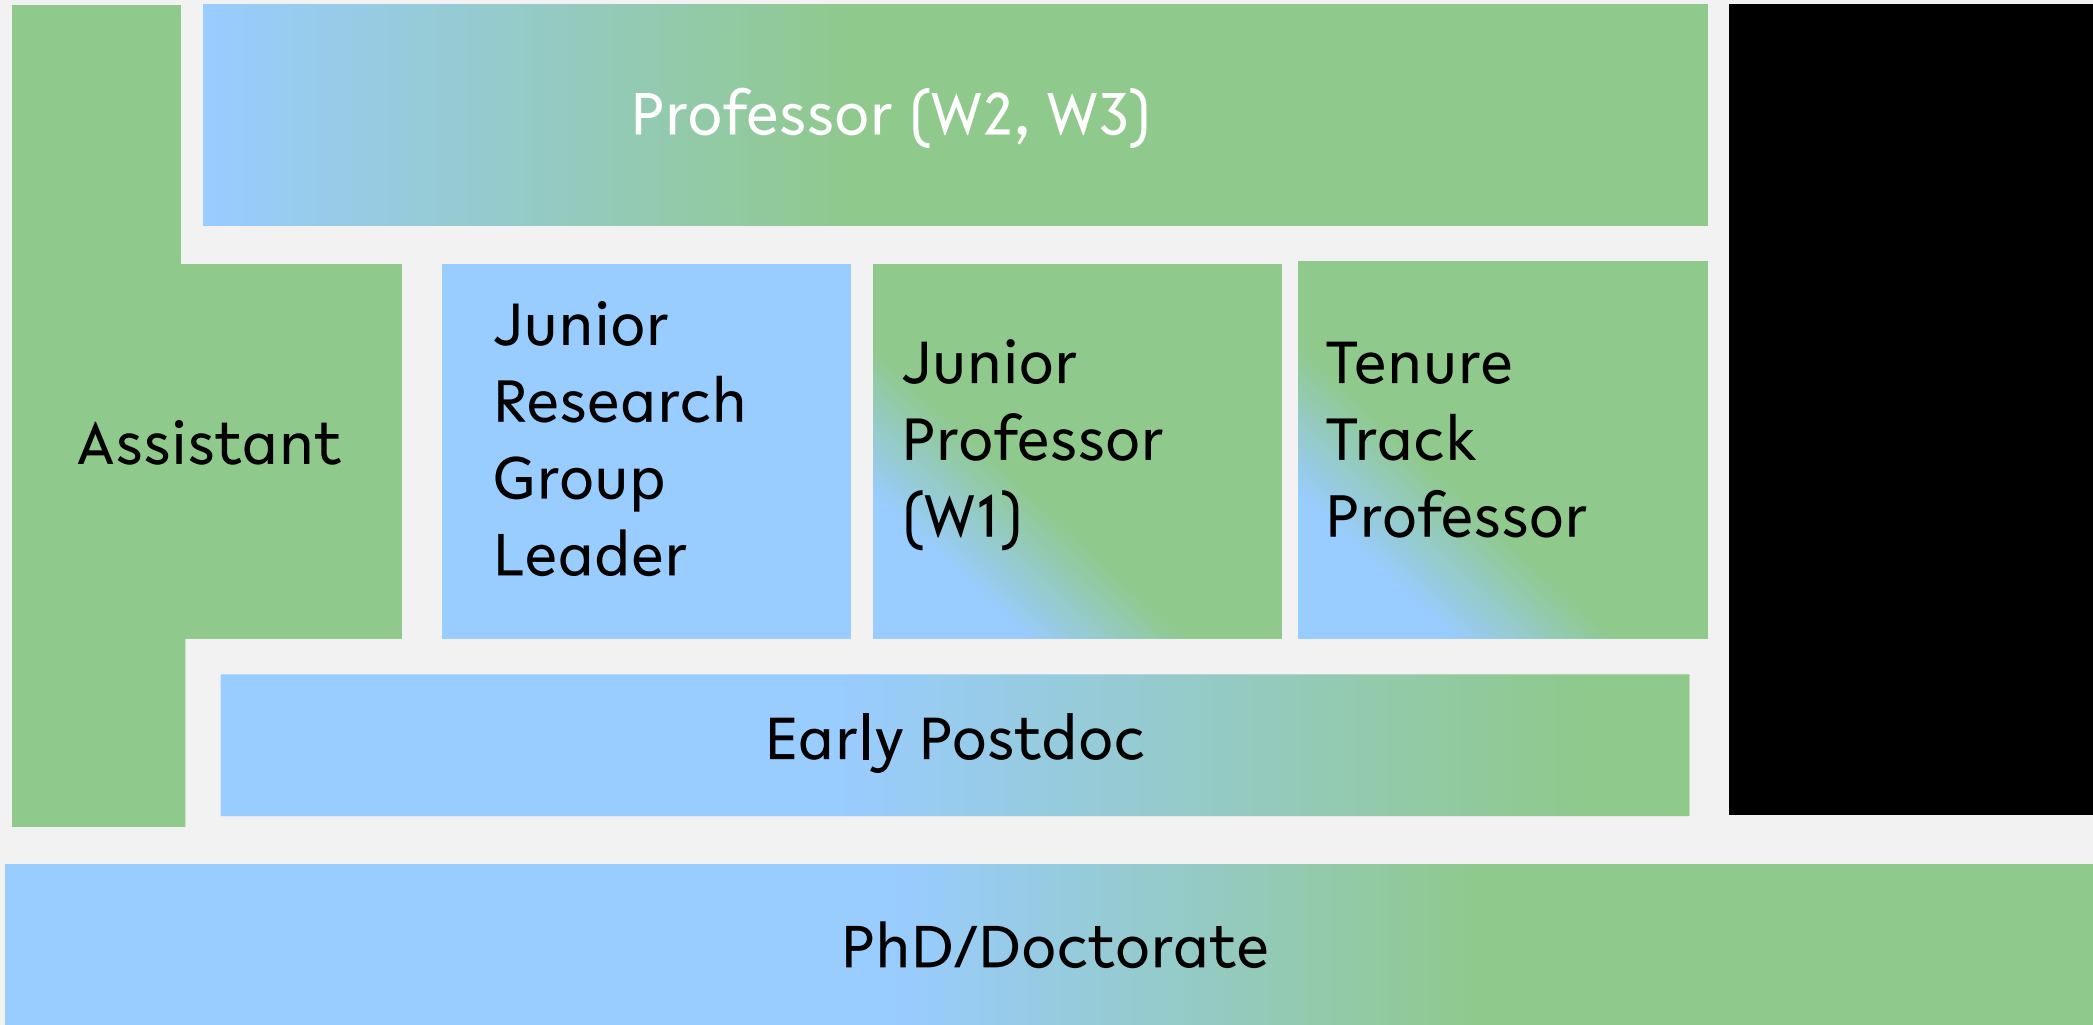 Professor (W2, W3)
Assistant
Junior
Research
Group
Leader
Junior
Professor
(W1)
Tenure
Track
Professor
Early Postdoc
PhD/Doctorate